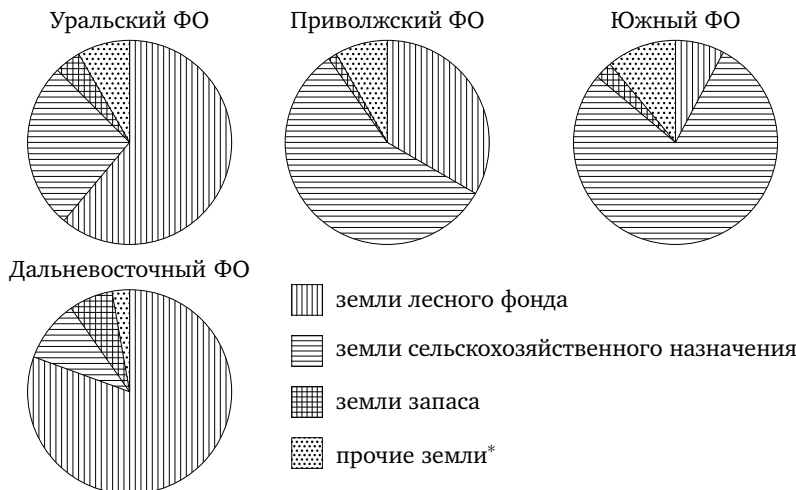 Уральский ФО
Приволжский ФО
Южный ФО
Дальневосточный ФО
земли лесного фонда
земли сельскохозяйственного назначения
земли запаса
прочие земли*